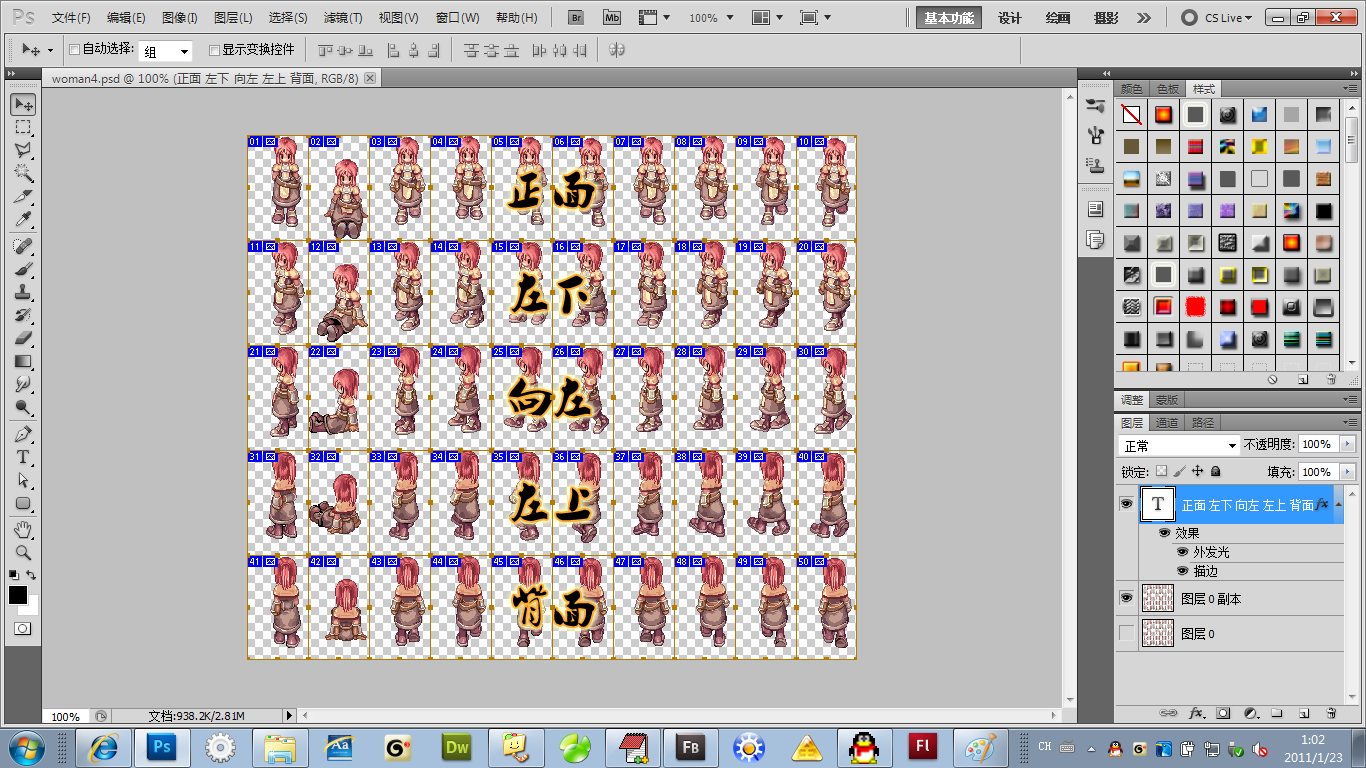 Ps 文件(F) 编辑(E) 图像(I) 图层(L) 选择(S) 滤镜(T) 视图(V) 窗口(W) 帮助(H) Br Mb 100% 基本功能 设计 绘画 摄影 CS Live
自动选择: 组 显示变换控件
woman4.psd @ 100% (正面 左下 向左 左上 背面, RGB/8)
颜色 色板 样式
01 02 03 04 05 06 07 08 09 10
正面
11 12 13 14 15 16 17 18 19 20
左下
21 22 23 24 25 26 27 28 29 30
向左
31 32 33 34 35 36 37 38 39 40
左上
41 42 43 44 45 46 47 48 49 50
背面
调整 蒙版
图层 通道 路径
正常 不透明度: 100%
锁定: 填充: 100%
T 正面 左下 向左 左上 背面 fx
效果
外发光
描边
图层 0 副本
图层 0
100% 文档:938.2K/2.81M
fx
Ps Aa G Dw FB Fl CH 1:02
2011/1/23